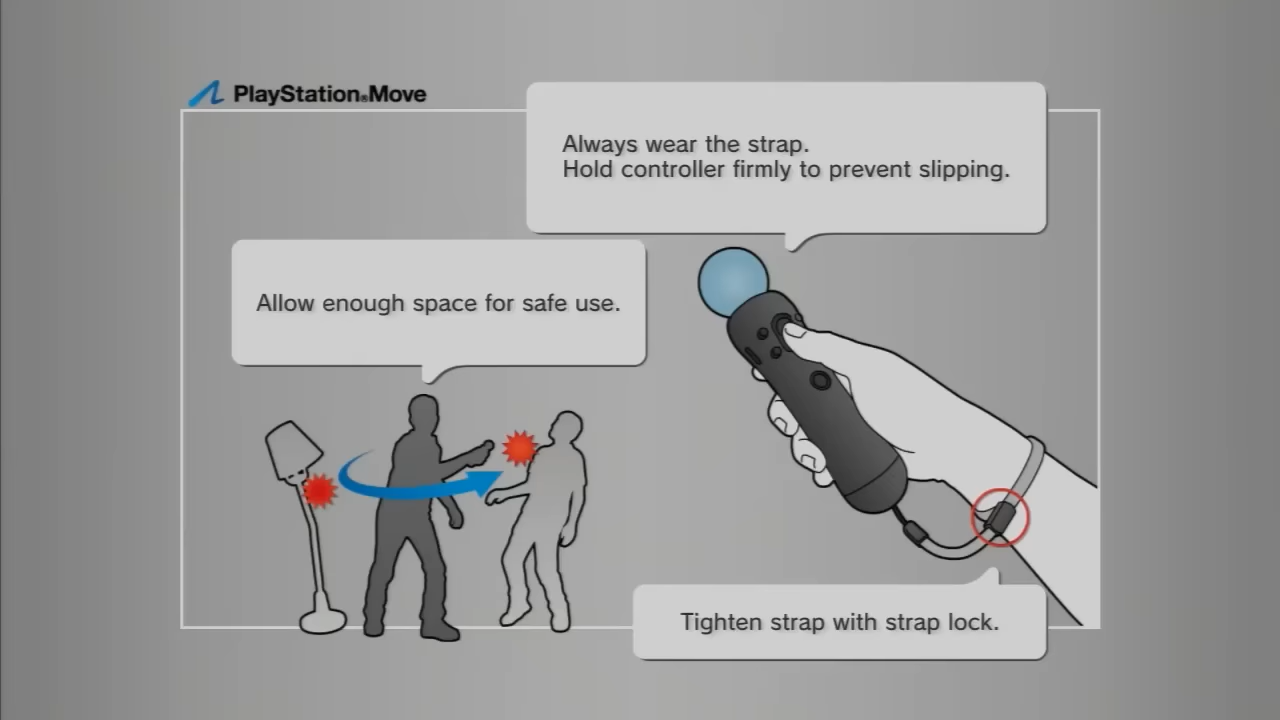 PlayStation®Move
Always wear the strap.
Hold controller firmly to prevent slipping.
Allow enough space for safe use.
Tighten strap with strap lock.